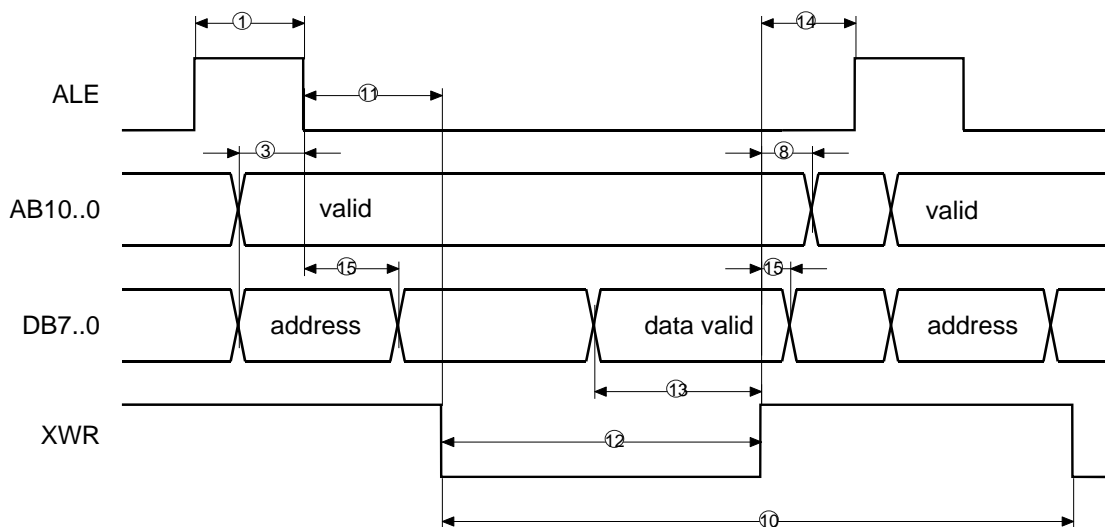 ① ⑭
ALE ⑪
③ ⑧
AB10..0 valid valid
⑮ ⑮
DB7..0 address data valid address
⑬
XWR ⑫
⑩